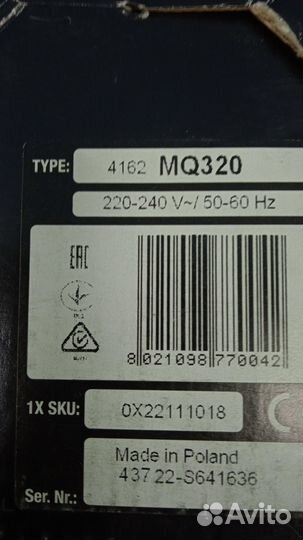 TYPE: 4162 MQ320
220-240 V~/ 50-60 Hz
EAC
8 021098 770042
1X SKU: 0X22111018
Made in Poland
Ser. Nr.: 437 22-S641636
Avito